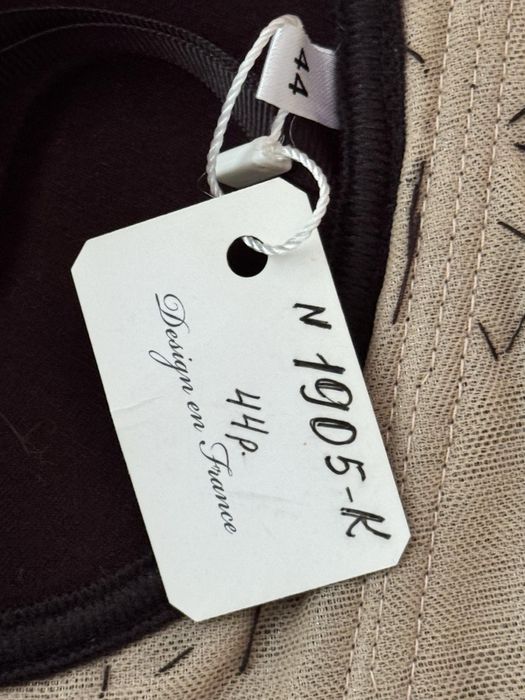 44
N 1905-К
44р.
Design en France